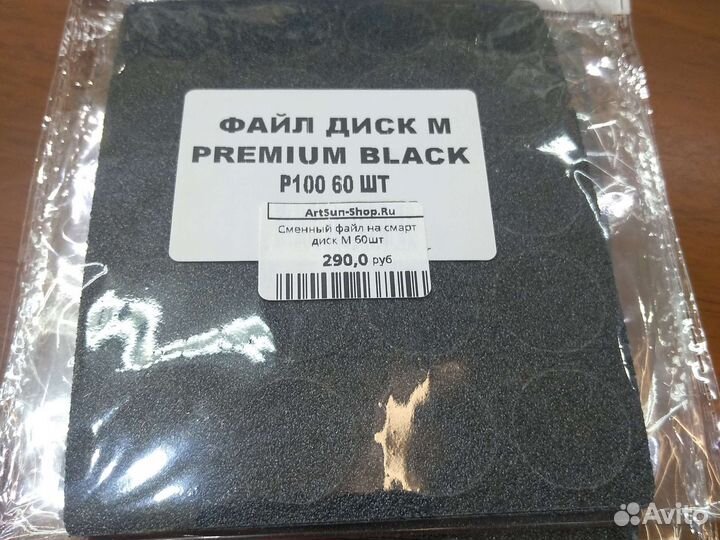 ФАЙЛ ДИСК М
PREMIUM BLACK
P100 60 ШТ
ArtSun-Shop.Ru
Сменный файл на смарт
диск М 60шт
290,0 руб
Avito